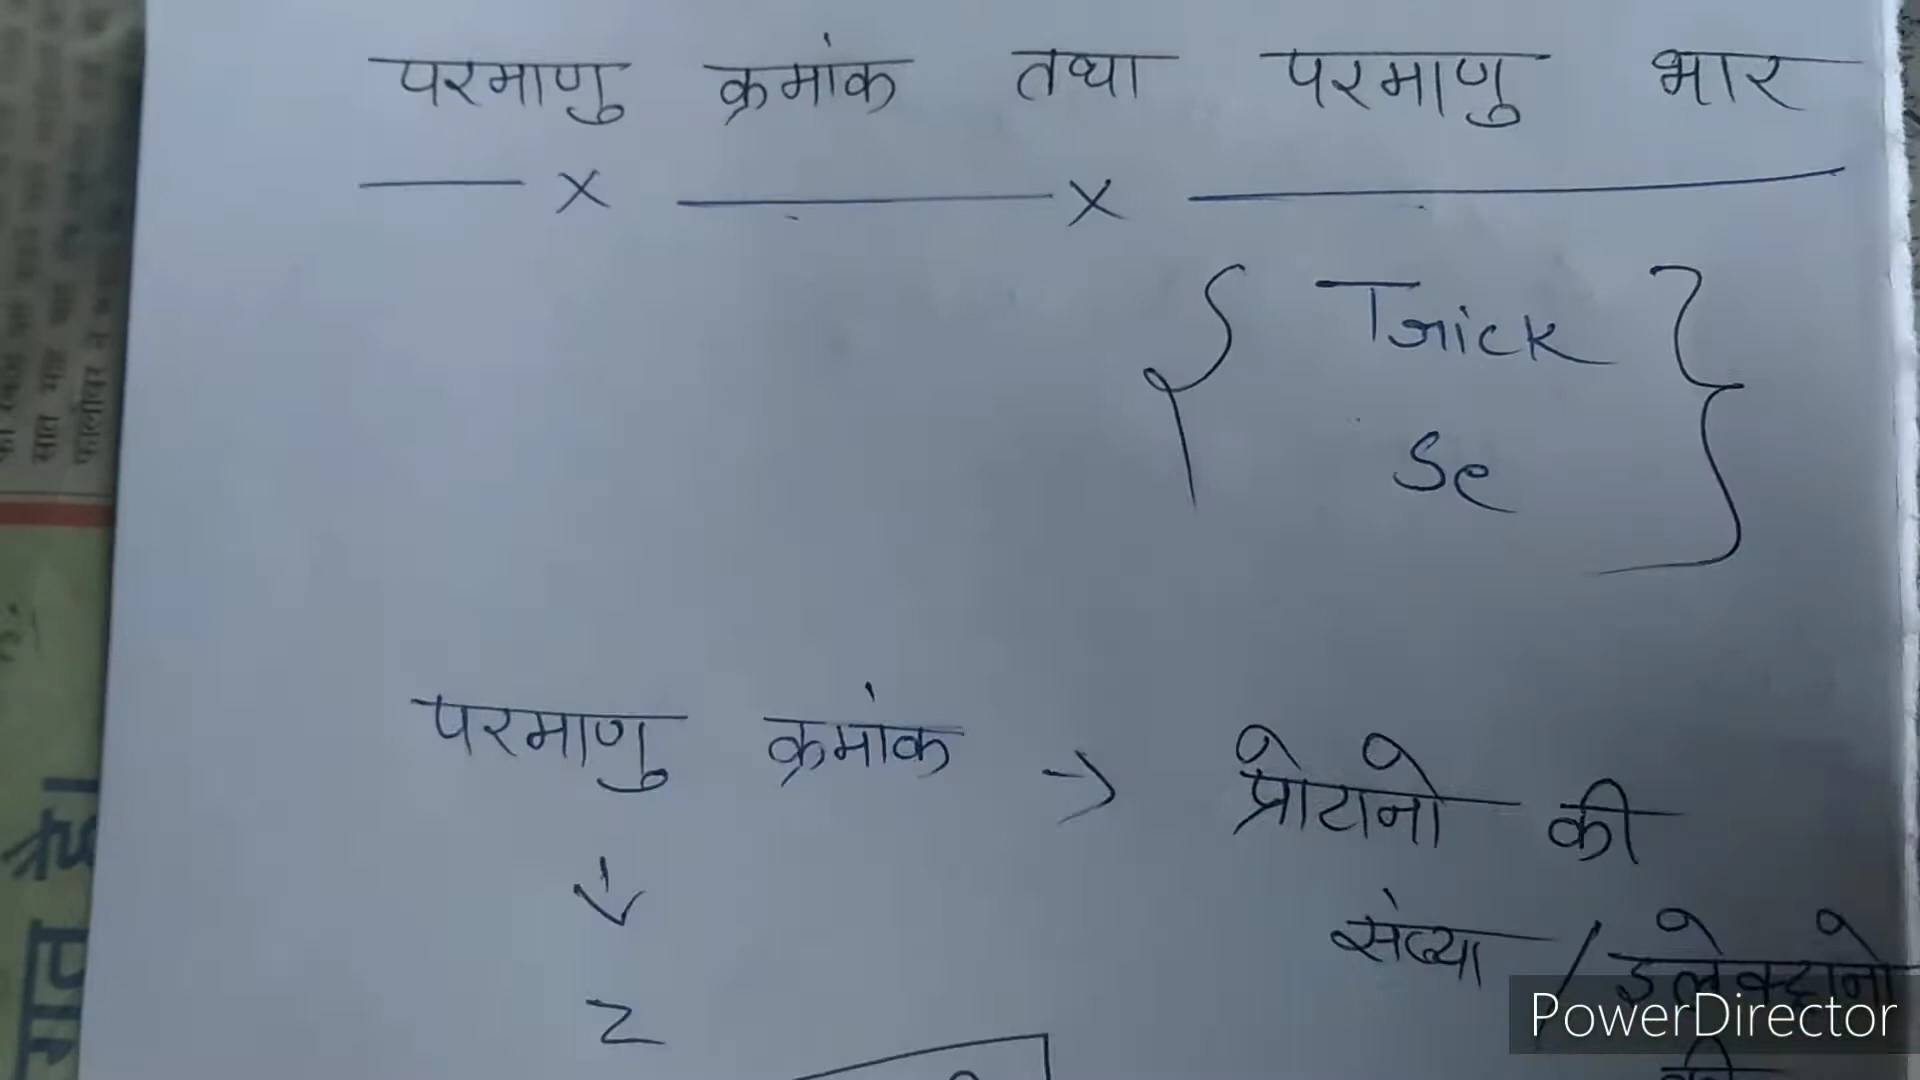 परमाणु क्रमांक तथा परमाणु भार
Trick
Se
परमाणु क्रमांक → प्रोटानो की
संख्या / इलेक्ट्रानो
की
↓
Z
PowerDirector